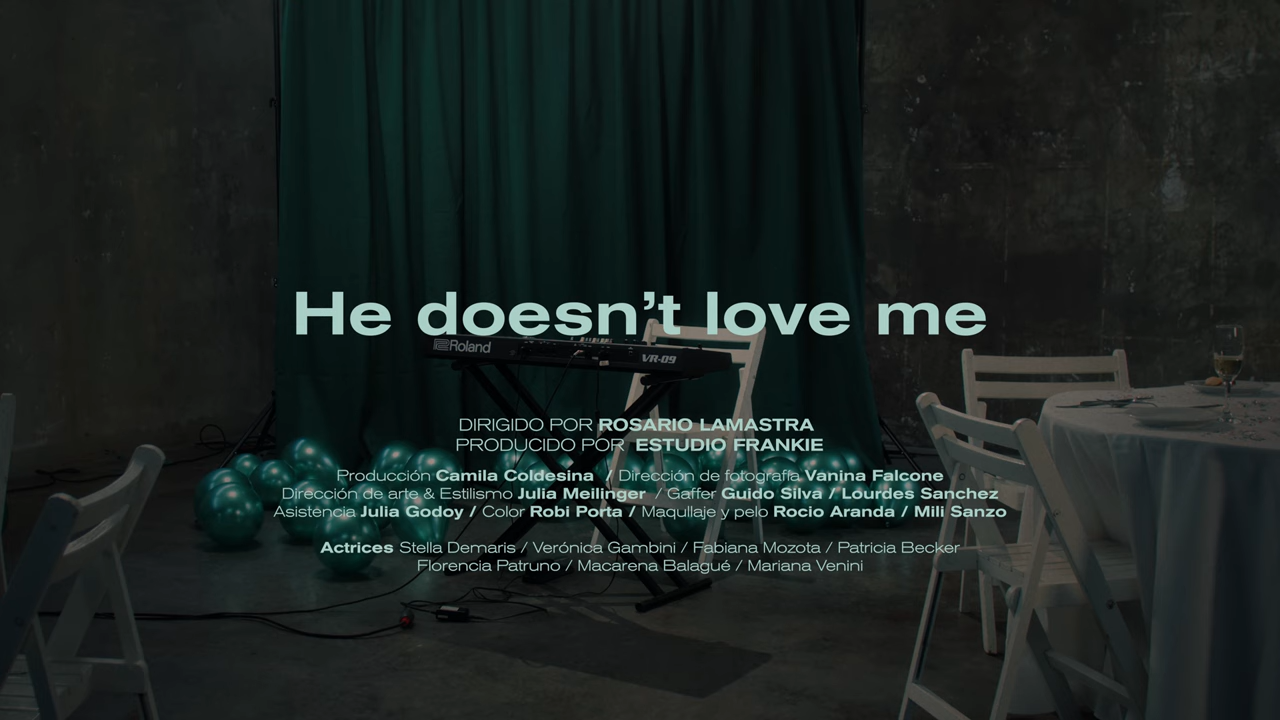 He doesn’t love me
Roland
VR-09
DIRIGIDO POR ROSARIO LAMASTRA
PRODUCIDO POR ESTUDIO FRANKIE
Producción Camila Coldesina / Dirección de fotografía Vanina Falcone
Dirección de arte & Estilismo Julia Meilinger / Gaffer Guido Silva / Lourdes Sanchez
Asistencia Julia Godoy / Color Robi Porta / Maqullaje y pelo Rocio Aranda / Mili Sanzo
Actrices Stella Demaris / Verónica Gambini / Fabiana Mozota / Patricia Becker
Florencia Patruno / Macarena Balagué / Mariana Venini